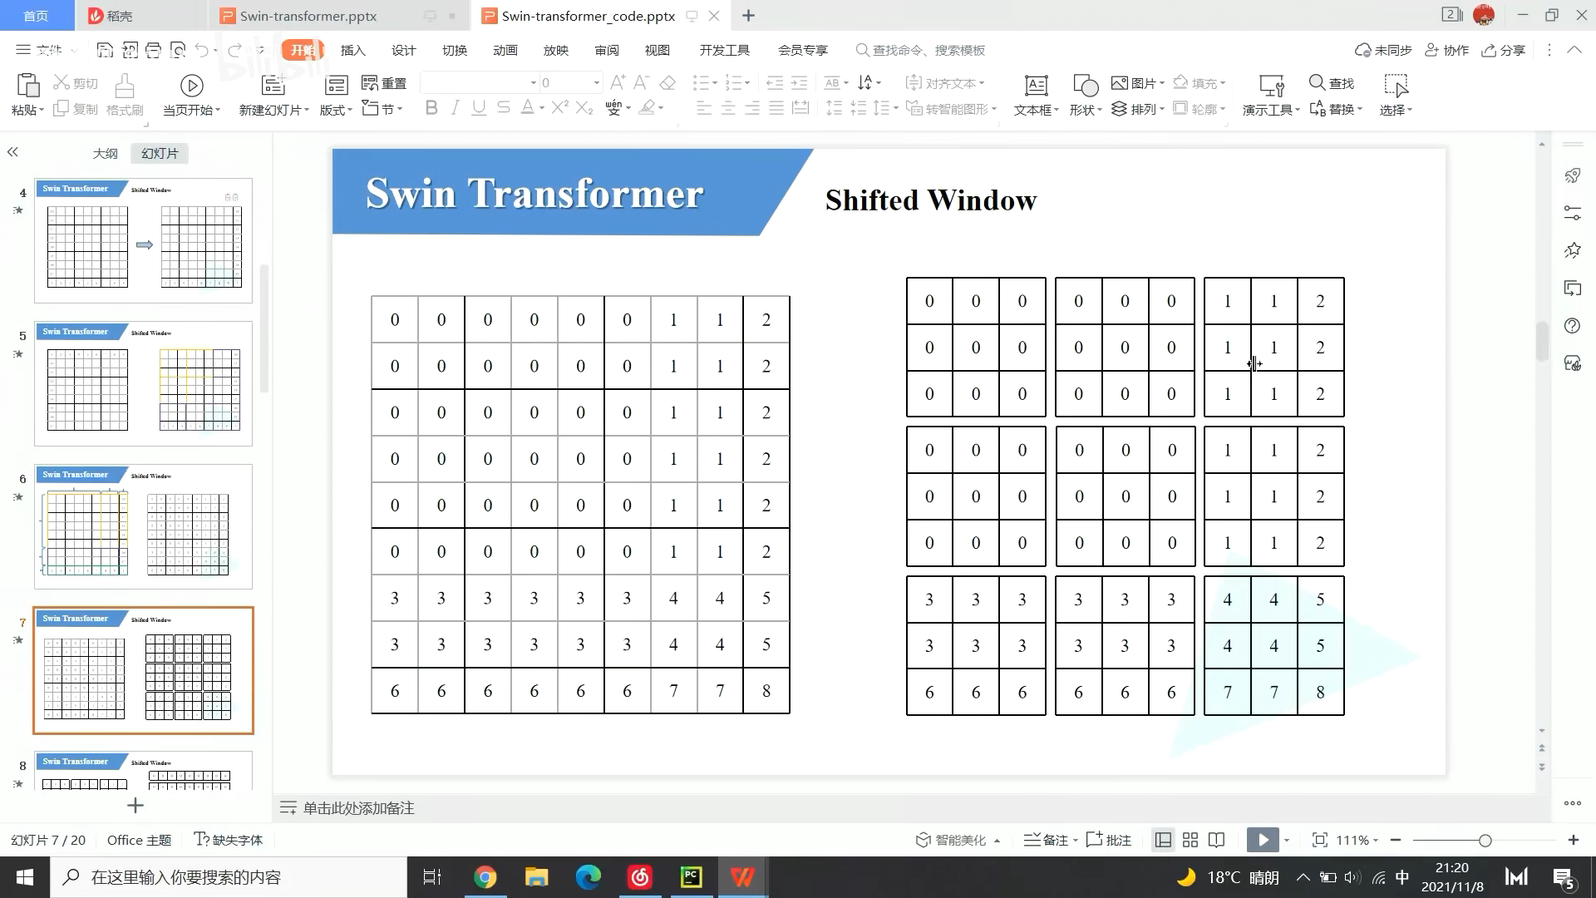 首页
稻壳
Swin-transformer.pptx
Swin-transformer_code.pptx
2
文件
开始
插入
设计
切换
动画
放映
审阅
视图
开发工具
会员专享
查找命令、搜索模板
未同步
协作
分享
bilibili
粘贴
剪切
复制
格式刷
当页开始
新建幻灯片
版式
重置
节
0
B I U S A X² X₂ wén
AB
对齐文本
转智能图形
文本框
形状
图片
排列
填充
轮廓
演示工具
查找
替换
选择
大纲
幻灯片
4
Swin Transformer
Shifted Window
5
Swin Transformer
Shifted Window
6
Swin Transformer
Shifted Window
7
Swin Transformer
Shifted Window
8
Swin Transformer
Shifted Window
Swin Transformer
Shifted Window
0 0 0 0 0 0 1 1 2
0 0 0 0 0 0 1 1 2
0 0 0 0 0 0 1 1 2
0 0 0 0 0 0 1 1 2
0 0 0 0 0 0 1 1 2
0 0 0 0 0 0 1 1 2
3 3 3 3 3 3 4 4 5
3 3 3 3 3 3 4 4 5
6 6 6 6 6 6 7 7 8
0 0 0 0 0 0 1 1 2
0 0 0 0 0 0 1 1 2
0 0 0 0 0 0 1 1 2
0 0 0 0 0 0 1 1 2
0 0 0 0 0 0 1 1 2
0 0 0 0 0 0 1 1 2
3 3 3 3 3 3 4 4 5
3 3 3 3 3 3 4 4 5
6 6 6 6 6 6 7 7 8
单击此处添加备注
幻灯片 7 / 20
Office 主题
缺失字体
智能美化
备注
批注
111%
在这里输入你要搜索的内容
PC
18°C 晴朗
中
21:20
2021/11/8
5